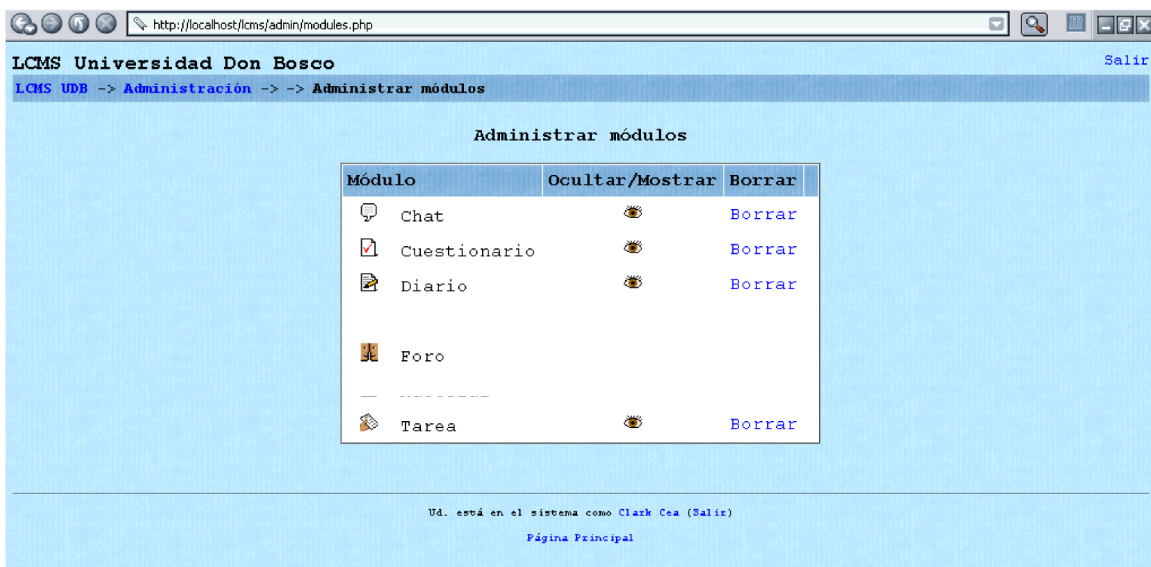 http://localhost/lcms/admin/modules.php
LCMS Universidad Don Bosco
Salir
LCMS UDB -> Administración -> -> Administrar módulos
Administrar módulos
Módulo Ocultar/Mostrar Borrar
Chat Borrar
Cuestionario Borrar
Diario Borrar
Foro
Tarea Borrar
Ud. está en el sistema como Clark Cea (Salir)
Página Principal